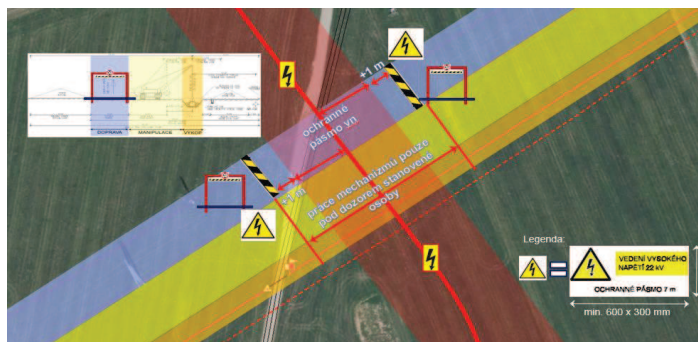 DOPRAVA
MANIPULACE
VÝKOP
+1 m
ochranné
pásmo vn
+1 m
práce mechanizmů pouze
pod dozorem stanovené
osoby
Legenda:
VEDENÍ VYSOKÉHO
NAPĚTÍ 22 kV
OCHRANNÉ PÁSMO 7 m
min. 600 x 300 mm